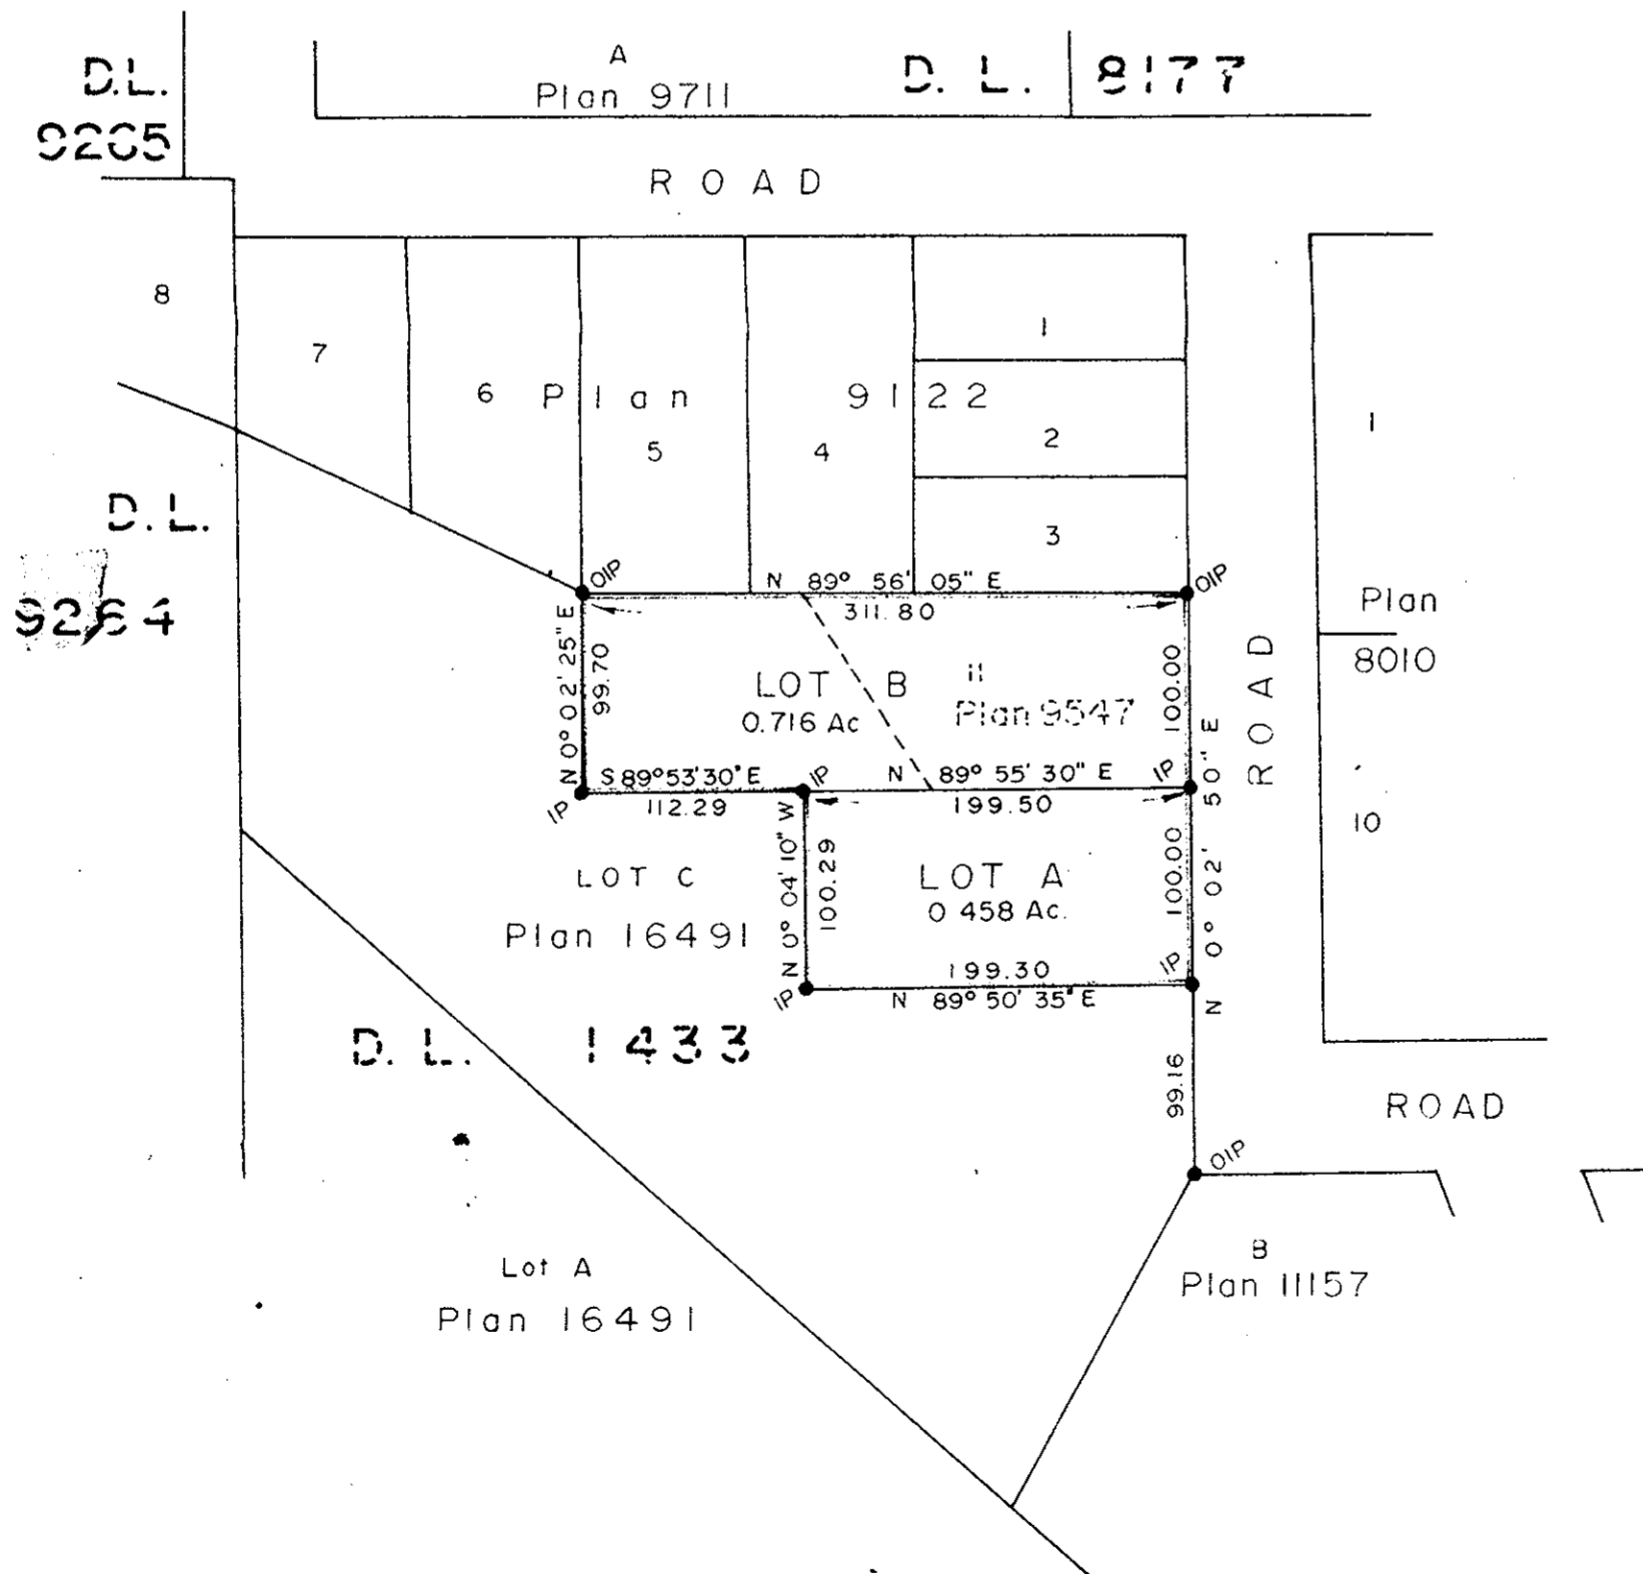 A
Plan 9711
D. L. 8177
D.L.
9265
ROAD
8
7
6
5
4
1
2
3
Plan 9122
1
D. L.
9264
OIP
N 89° 56' 05" E
311.80
OIP
Plan
8010
N 0° 02' 25" E
99.70
LOT B
0.716 Ac
11
Plan 9547
100.00
ROAD
S 89°53'30" E
112.29
IP
IP
N 89° 55' 30" E
199.50
IP
N 0° 02' 50" E
10
LOT C
Plan 16491
N 0° 04' 10" W
100.29
LOT A
0 458 Ac.
100.00
199.30
N 89° 50' 35" E
IP
IP
D. L. 1433
99.16
ROAD
OIP
Lot A
Plan 16491
B
Plan 11157